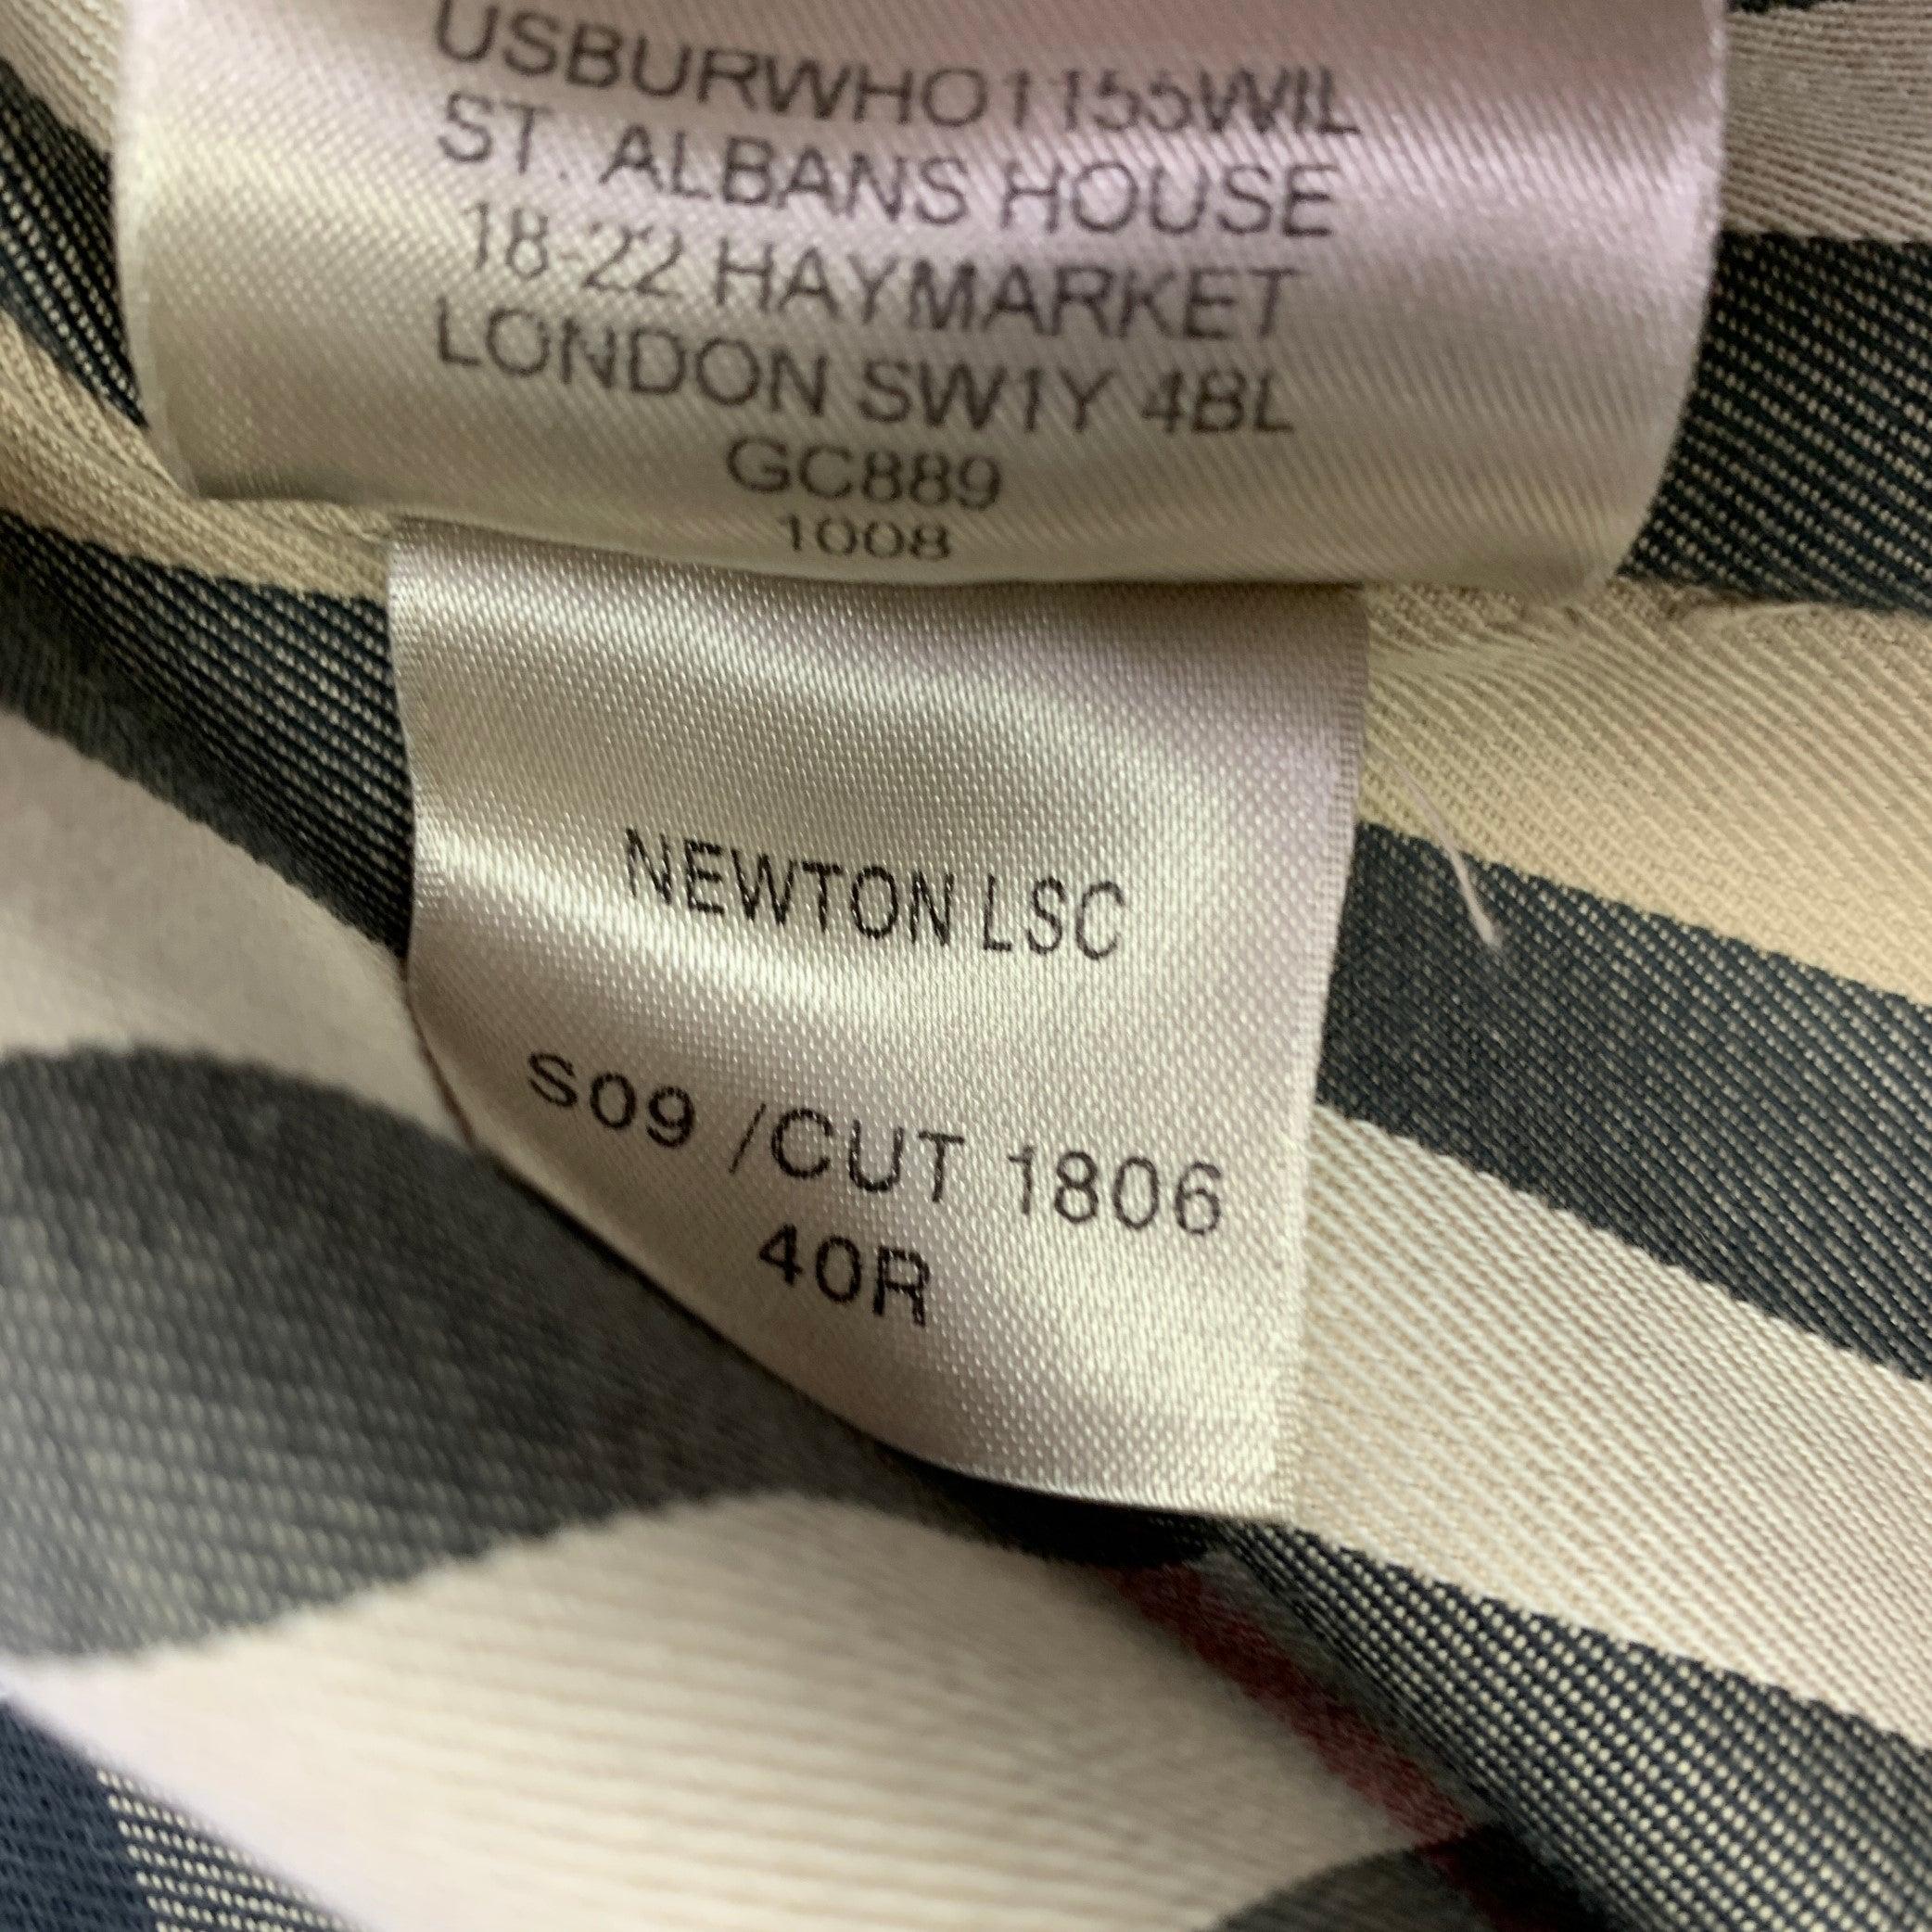 USBURWHO1155WIL
ST. ALBANS HOUSE
18-22 HAYMARKET
LONDON SW1Y 4BL
GC889
1008
NEWTON LSC
S09 /CUT 1806
40R